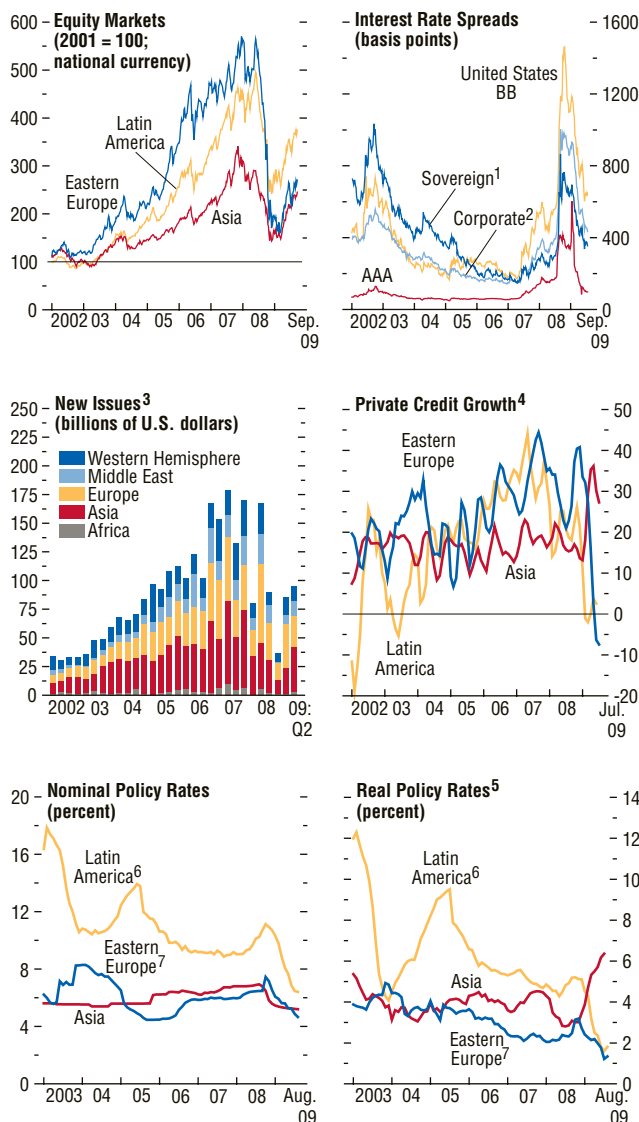 Equity Markets
(2001 = 100;
national currency)
600
500
400
300
200
100
0
Latin
America
Eastern
Europe
Asia
2002 03 04 05 06 07 08 Sep.
09
Interest Rate Spreads
(basis points)
1600
1400
1200
1000
800
600
400
200
0
United States
BB
Sovereign¹
Corporate²
AAA
2002 03 04 05 06 07 08 Sep.
09
New Issues³
(billions of U.S. dollars)
250
225
200
175
150
125
100
75
50
25
0
Western Hemisphere
Middle East
Europe
Asia
Africa
2002 03 04 05 06 07 08 09:
Q2
Private Credit Growth⁴
50
40
30
20
10
0
-10
-20
Eastern
Europe
Asia
Latin
America
2002 03 04 05 06 07 08 Jul.
09
Nominal Policy Rates
(percent)
20
16
12
8
4
0
Latin
America⁶
Eastern
Europe⁷
Asia
2003 04 05 06 07 08 Aug.
09
Real Policy Rates⁵
(percent)
14
12
10
8
6
4
2
0
Latin
America⁶
Asia
Eastern
Europe⁷
2003 04 05 06 07 08 Aug.
09